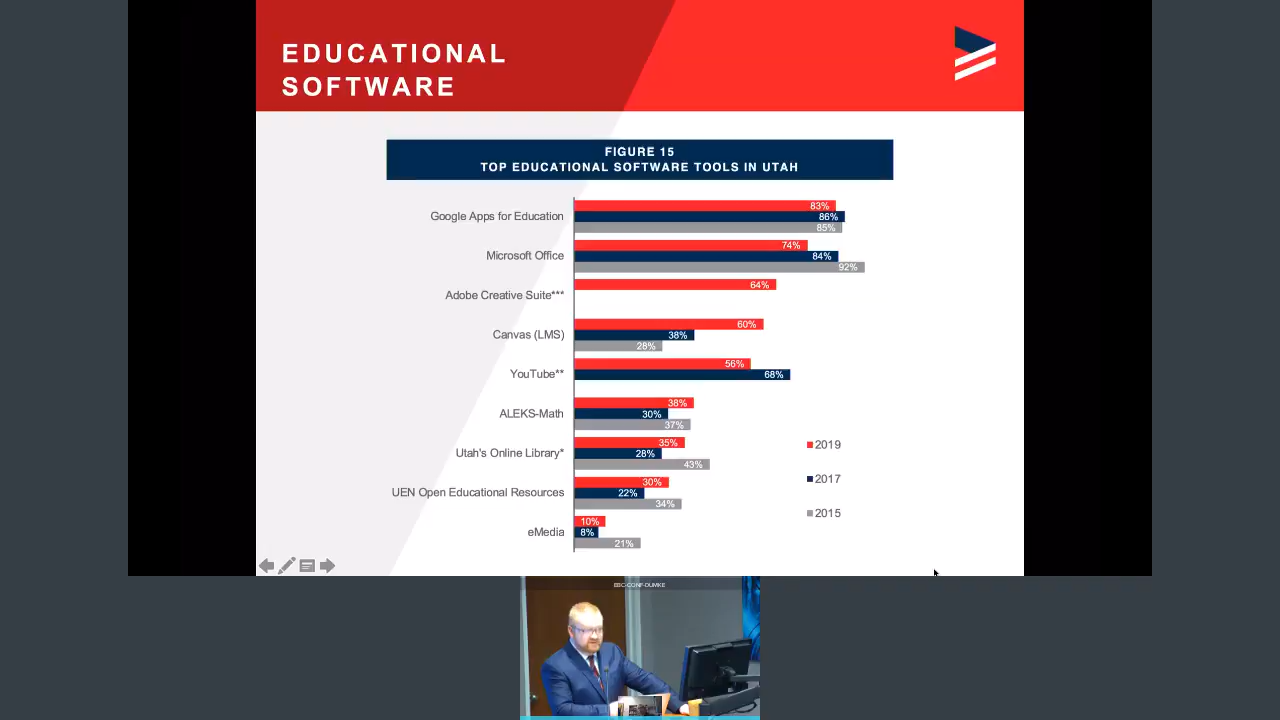 EDUCATIONAL
SOFTWARE
FIGURE 15
TOP EDUCATIONAL SOFTWARE TOOLS IN UTAH
Google Apps for Education
83%
86%
85%
Microsoft Office
74%
84%
92%
Adobe Creative Suite***
64%
Canvas (LMS)
60%
38%
28%
YouTube**
56%
68%
ALEKS-Math
38%
30%
37%
Utah's Online Library*
35%
28%
43%
UEN Open Educational Resources
30%
22%
34%
eMedia
10%
8%
21%
2019
2017
2015
EBC-CONF-DUMKE